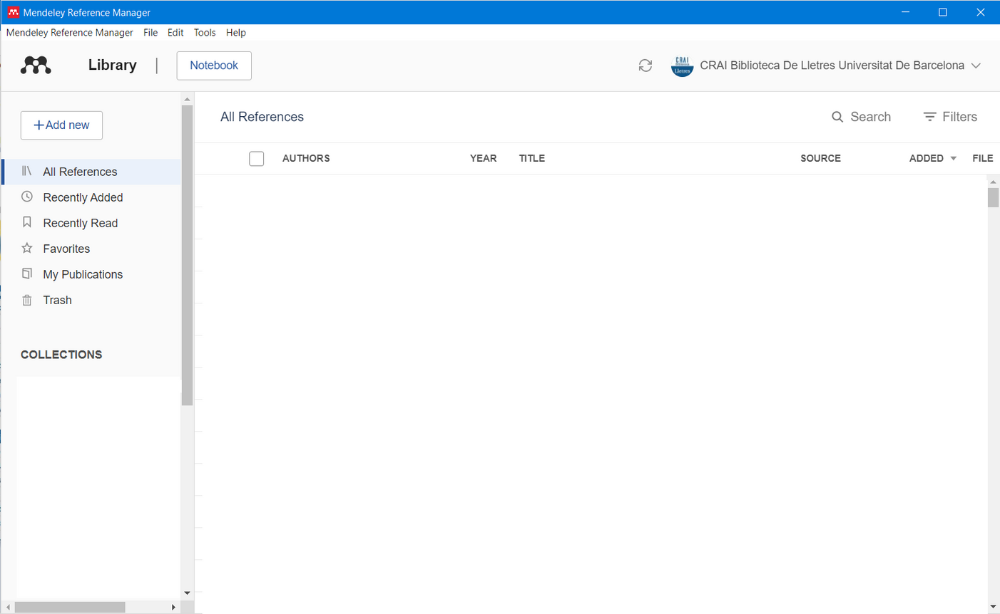 Mendeley Reference Manager
Mendeley Reference Manager File Edit Tools Help
Library | Notebook
CRAI
Lletres
CRAI Biblioteca De Lletres Universitat De Barcelona
+Add new
All References
Search
Filters
AUTHORS YEAR TITLE SOURCE ADDED FILE
All References
Recently Added
Recently Read
Favorites
My Publications
Trash
COLLECTIONS